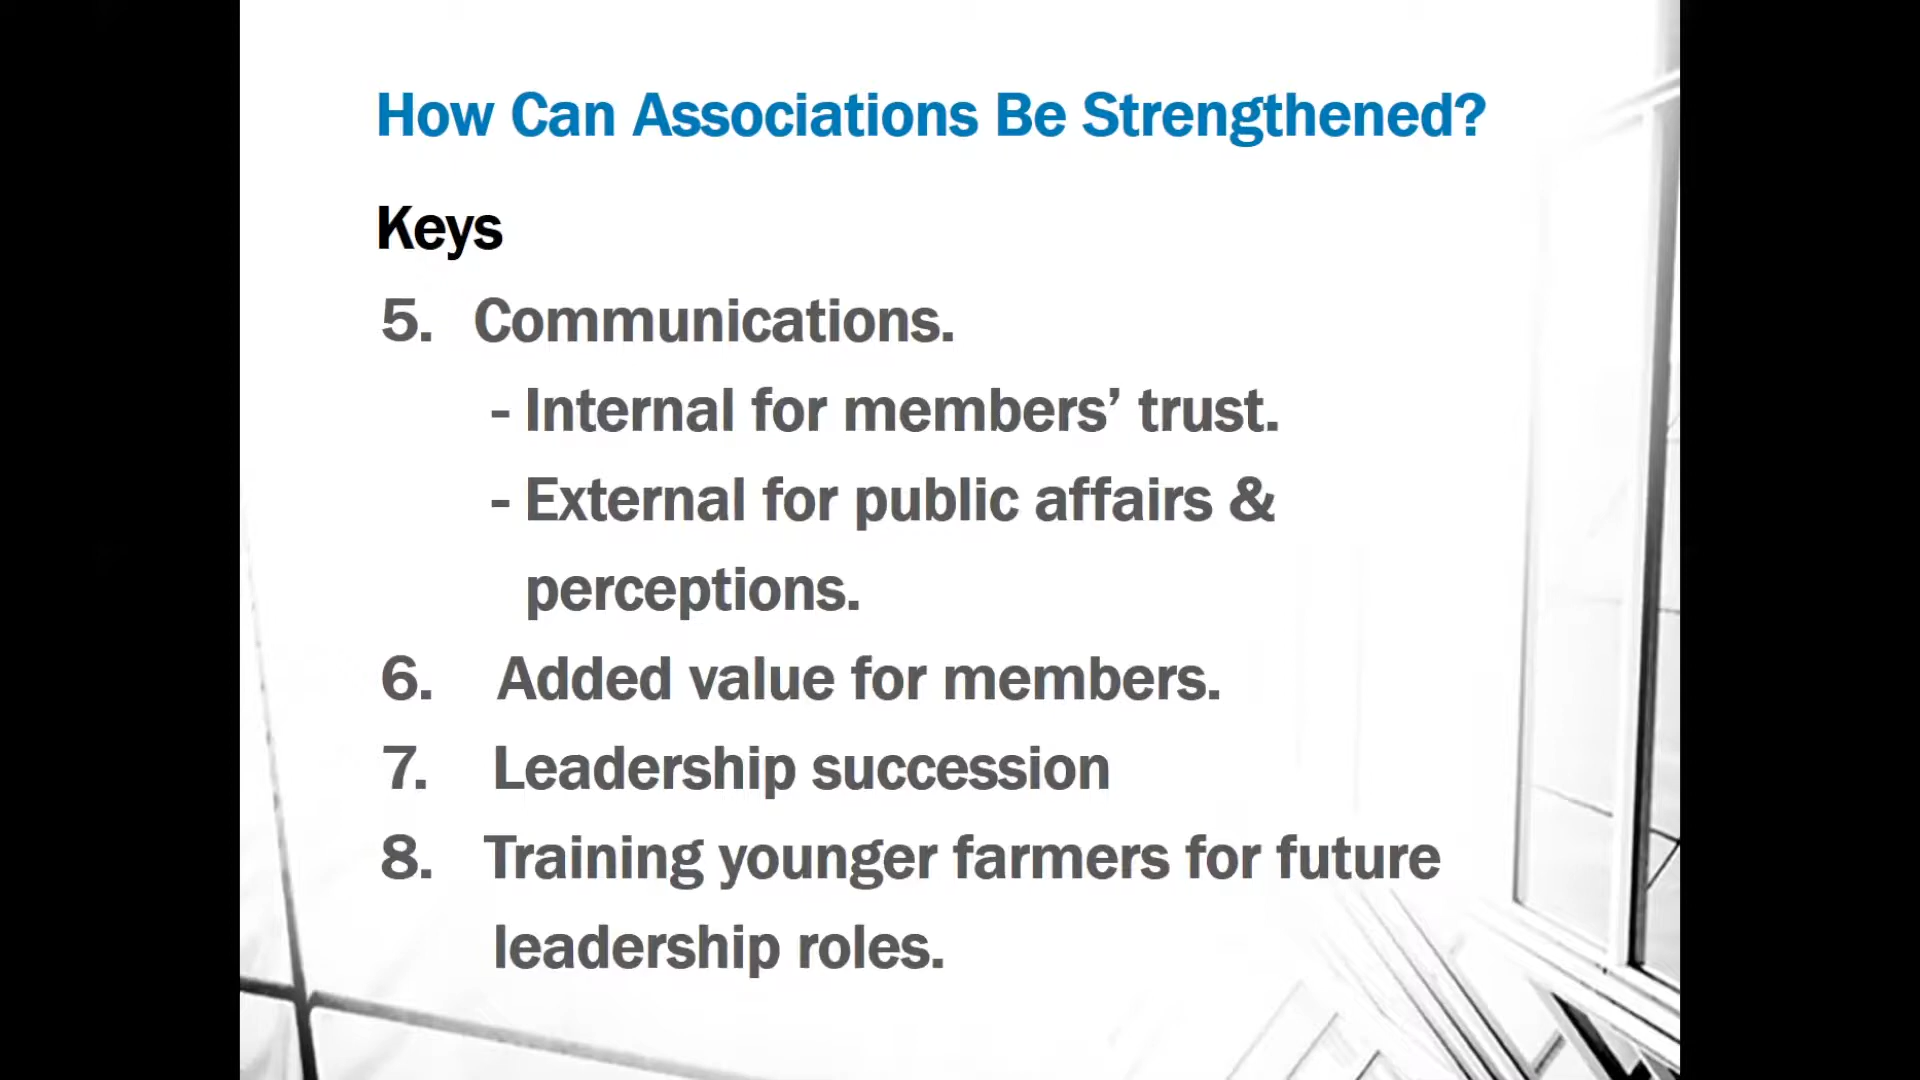 How Can Associations Be Strengthened?
Keys
5. Communications.
- Internal for members’ trust.
- External for public affairs &
perceptions.
6. Added value for members.
7. Leadership succession
8. Training younger farmers for future
leadership roles.